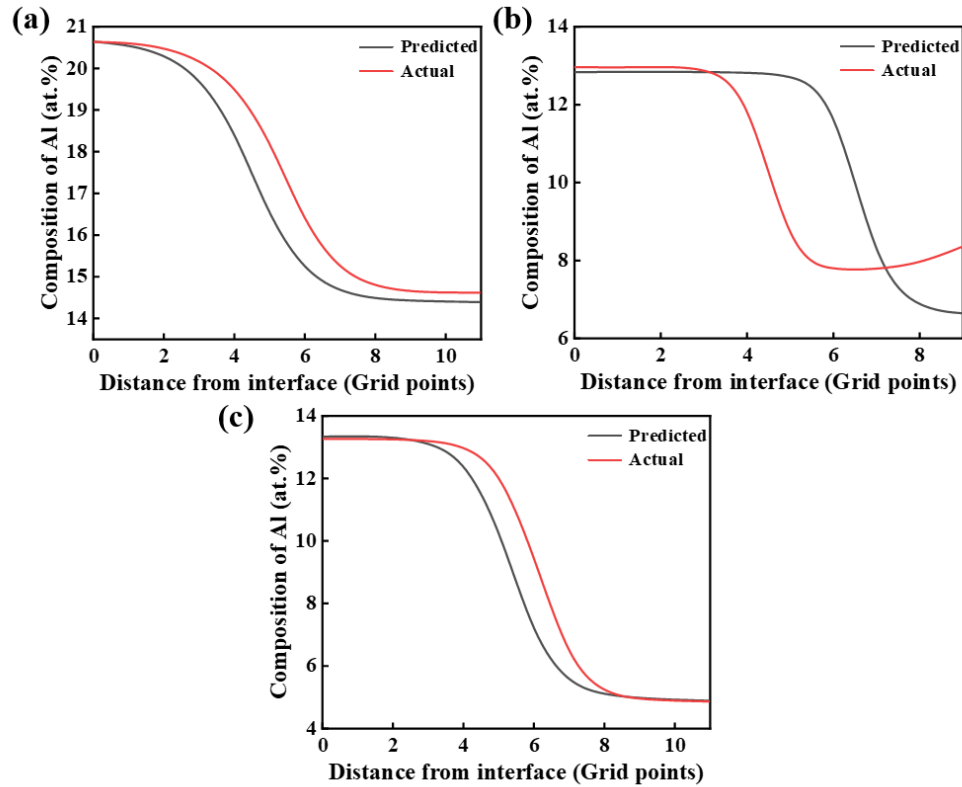 (a)
Composition of Al (at.%)
21
20
19
18
17
16
15
14
Predicted
Actual
0 2 4 6 8 10
Distance from interface (Grid points)
(b)
Composition of Al (at.%)
14
12
10
8
6
Predicted
Actual
0 2 4 6 8
Distance from interface (Grid points)
(c)
Composition of Al (at.%)
14
12
10
8
6
4
Predicted
Actual
0 2 4 6 8 10
Distance from interface (Grid points)